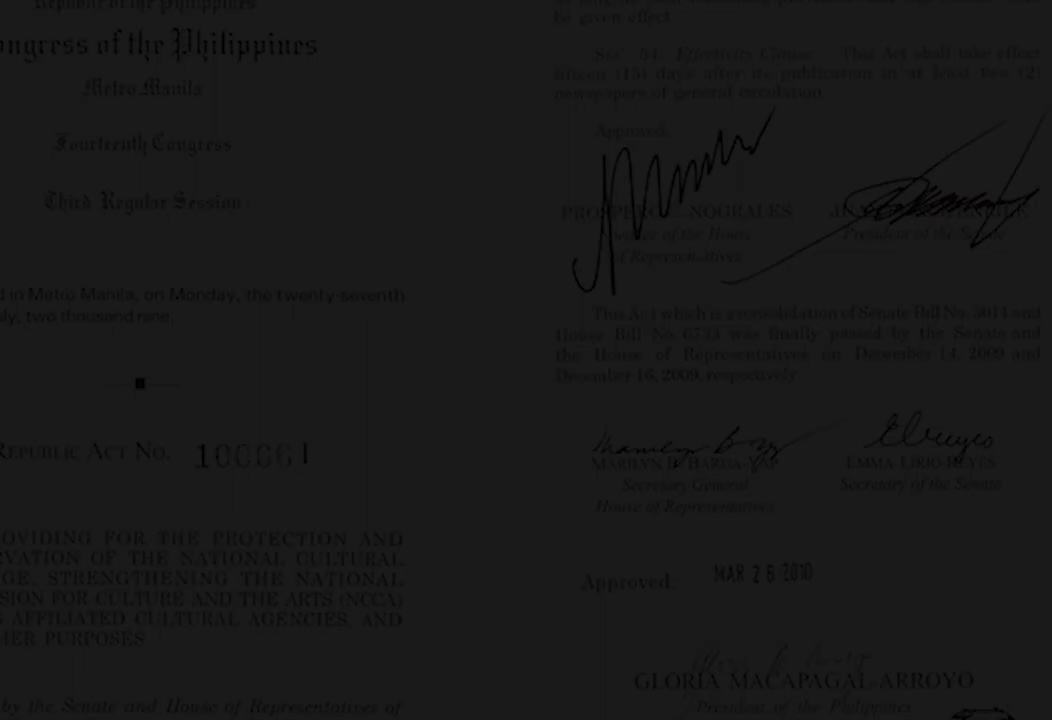 Republic of the Philippines
ngress of the Philippines
Metro Manila
Fourteenth Congress
Third Regular Session
d in Metro Manila, on Monday, the twenty-seventh
ly, two thousand nine.
REPUBLIC ACT NO. 10066
OVIDING FOR THE PROTECTION AND
RVATION OF THE NATIONAL CULTURAL
GE, STRENGTHENING THE NATIONAL
SION FOR CULTURE AND THE ARTS (NCCA)
S AFFILIATED CULTURAL AGENCIES, AND
HER PURPOSES
by the Senate and House of Representatives of
be given effect.
SEC. 54. Effectivity Clause. This Act shall take effect
fifteen (15) days after its publication in at least two (2)
newspapers of general circulation.
Approved,
PROSPERO NOGRALES
of the House
of Representatives
President of the Senate
This Act which is a consolidation of Senate Bill No. 3014 and
House Bill No. 6733 was finally passed by the Senate and
the House of Representatives on December 14, 2009 and
December 16, 2009, respectively.
MARILYN B. BARUA-YAP
Secretary General
House of Representatives
EMMA LIRIO-REYES
Secretary of the Senate
Approved: MAR 26 2010
GLORIA MACAPAGAL-ARROYO
President of the Philippines